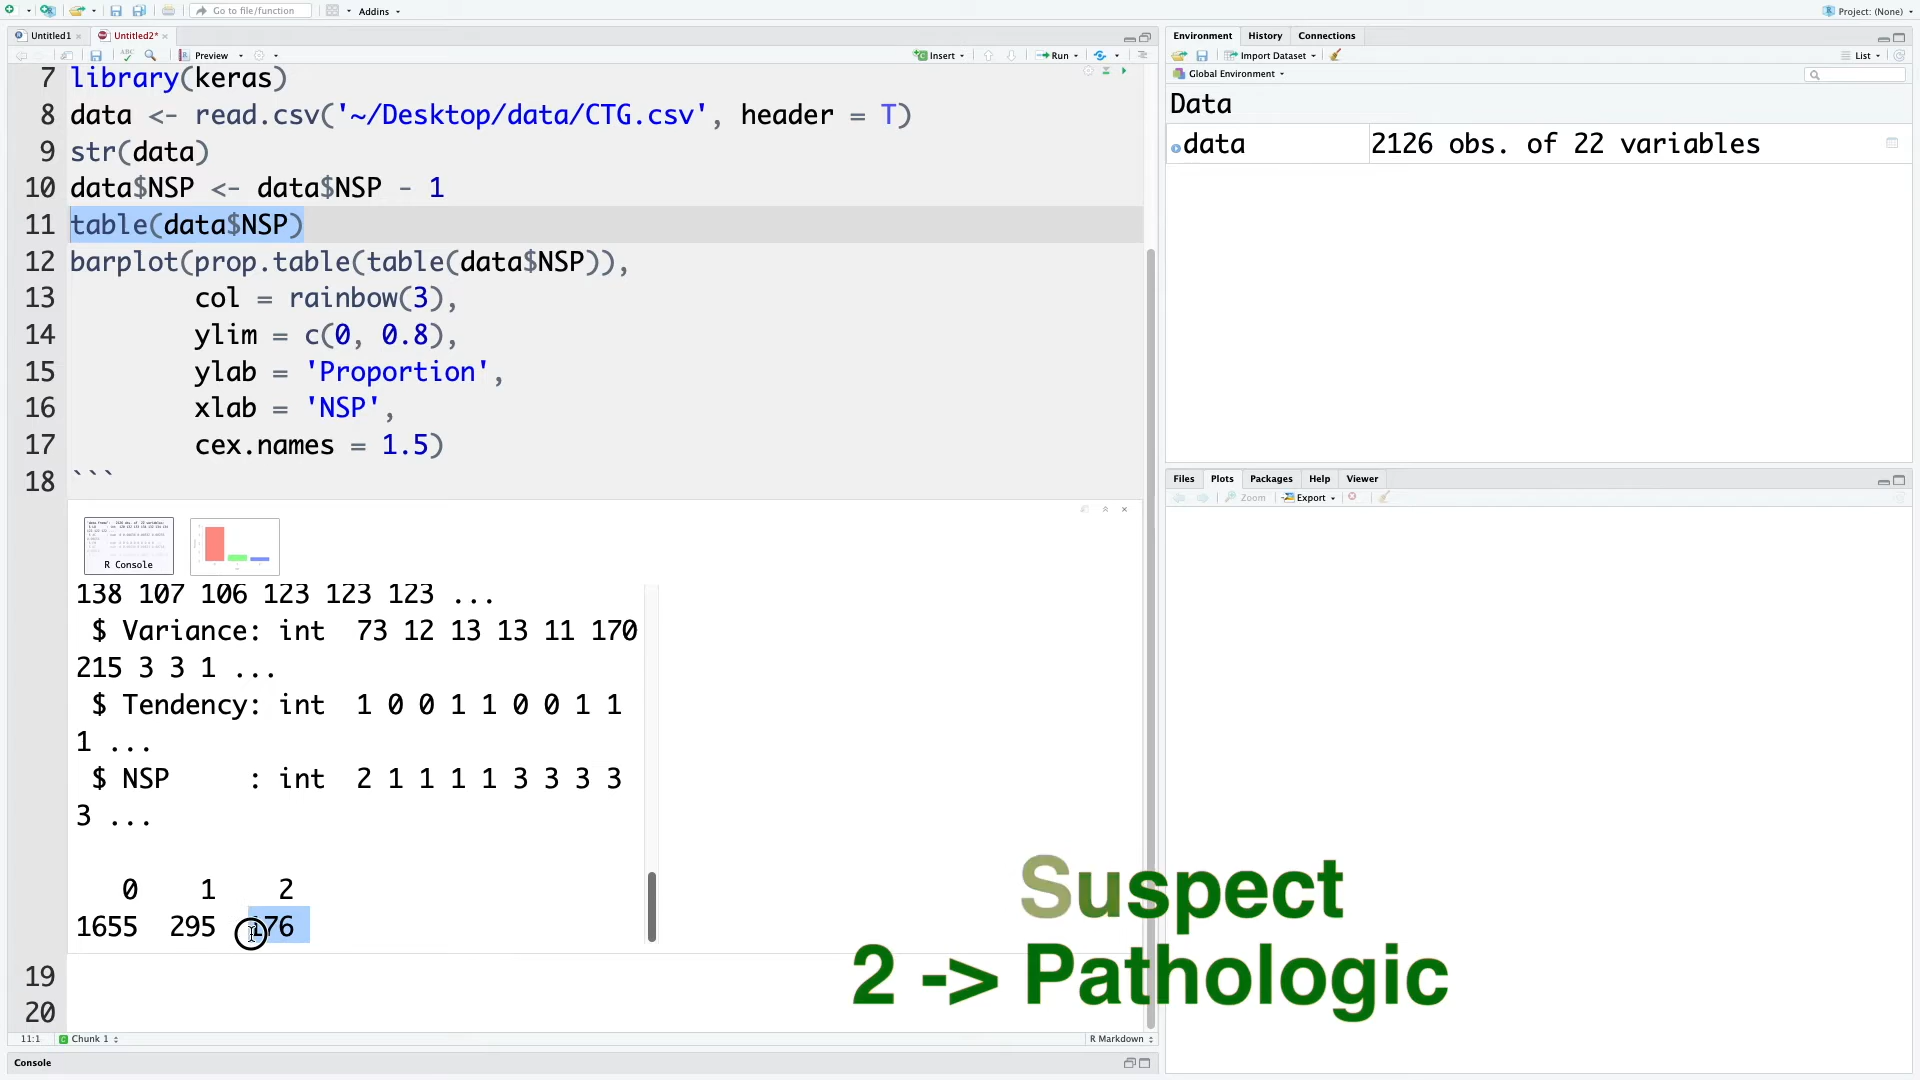 Go to file/function
Addins
Project: (None)
Untitled1
Untitled2*
ABC
Preview
Insert
Run
7 library(keras)
8 data <- read.csv('~/Desktop/data/CTG.csv', header = T)
9 str(data)
10 data$NSP <- data$NSP - 1
11 table(data$NSP)
12 barplot(prop.table(table(data$NSP)),
13 col = rainbow(3),
14 ylim = c(0, 0.8),
15 ylab = 'Proportion',
16 xlab = 'NSP',
17 cex.names = 1.5)
18 ```
R Console
138 107 106 123 123 123 ...
$ Variance: int 73 12 13 13 11 170
215 3 3 1 ...
$ Tendency: int 1 0 0 1 1 0 0 1 1
1 ...
$ NSP : int 2 1 1 1 1 3 3 3 3
3 ...
0 1 2
1655 295 176
19
20
11:1 Chunk 1 R Markdown
Console
Environment History Connections
Import Dataset List
Global Environment
Data
data 2126 obs. of 22 variables
Files Plots Packages Help Viewer
Zoom Export
Suspect
2 -> Pathologic